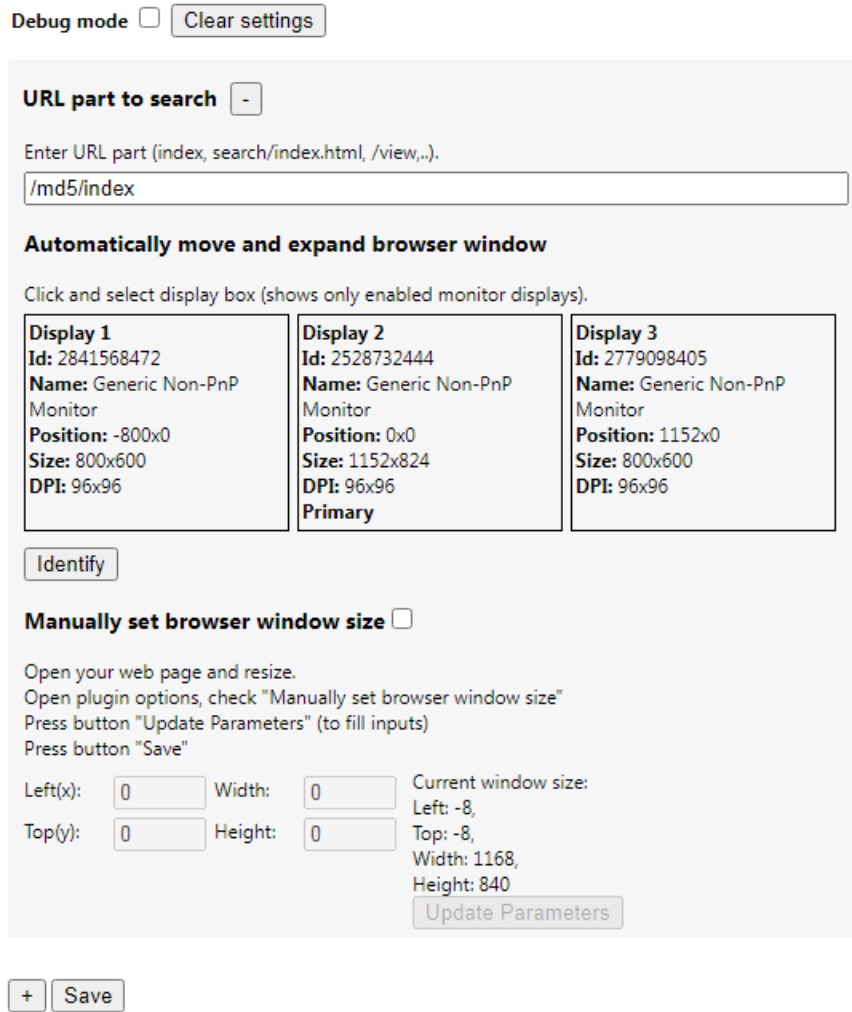 Debug mode Clear settings
URL part to search -
Enter URL part (index, search/index.html, /view,..).
/md5/index
Automatically move and expand browser window
Click and select display box (shows only enabled monitor displays).
Display 1
Id: 2841568472
Name: Generic Non-PnP
Monitor
Position: -800x0
Size: 800x600
DPI: 96x96
Display 2
Id: 2528732444
Name: Generic Non-PnP
Monitor
Position: 0x0
Size: 1152x824
DPI: 96x96
Primary
Display 3
Id: 2779098405
Name: Generic Non-PnP
Monitor
Position: 1152x0
Size: 800x600
DPI: 96x96
Identify
Manually set browser window size
Open your web page and resize.
Open plugin options, check "Manually set browser window size"
Press button "Update Parameters" (to fill inputs)
Press button "Save"
Left(x): 0 Width: 0
Top(y): 0 Height: 0
Current window size:
Left: -8,
Top: -8,
Width: 1168,
Height: 840
Update Parameters
+ Save